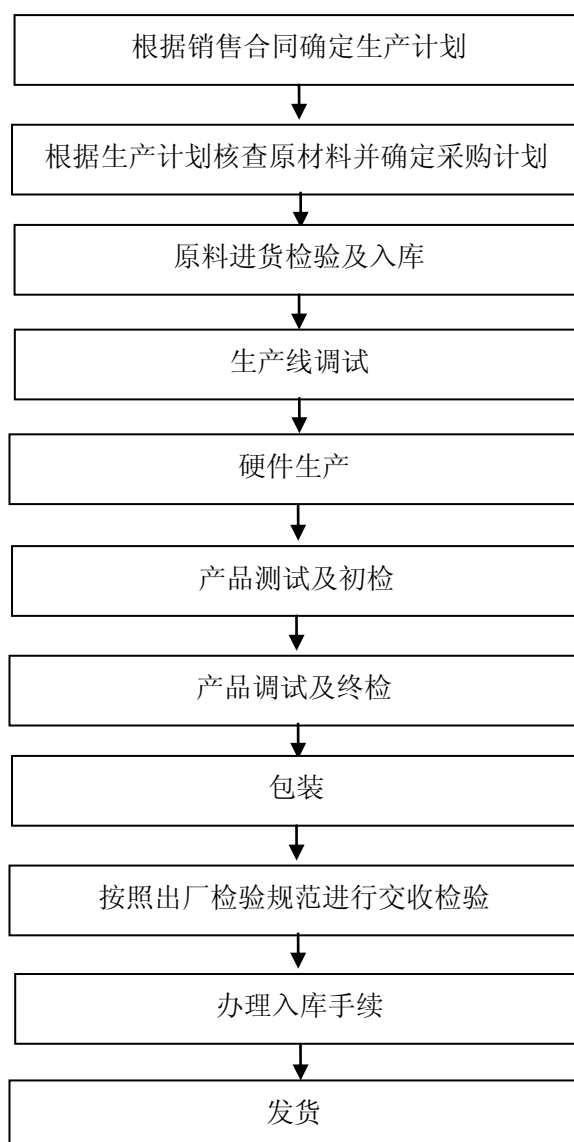 根据销售合同确定生产计划
根据生产计划核查原材料并确定采购计划
原料进货检验及入库
生产线调试
硬件生产
产品测试及初检
产品调试及终检
包装
按照出厂检验规范进行交收检验
办理入库手续
发货